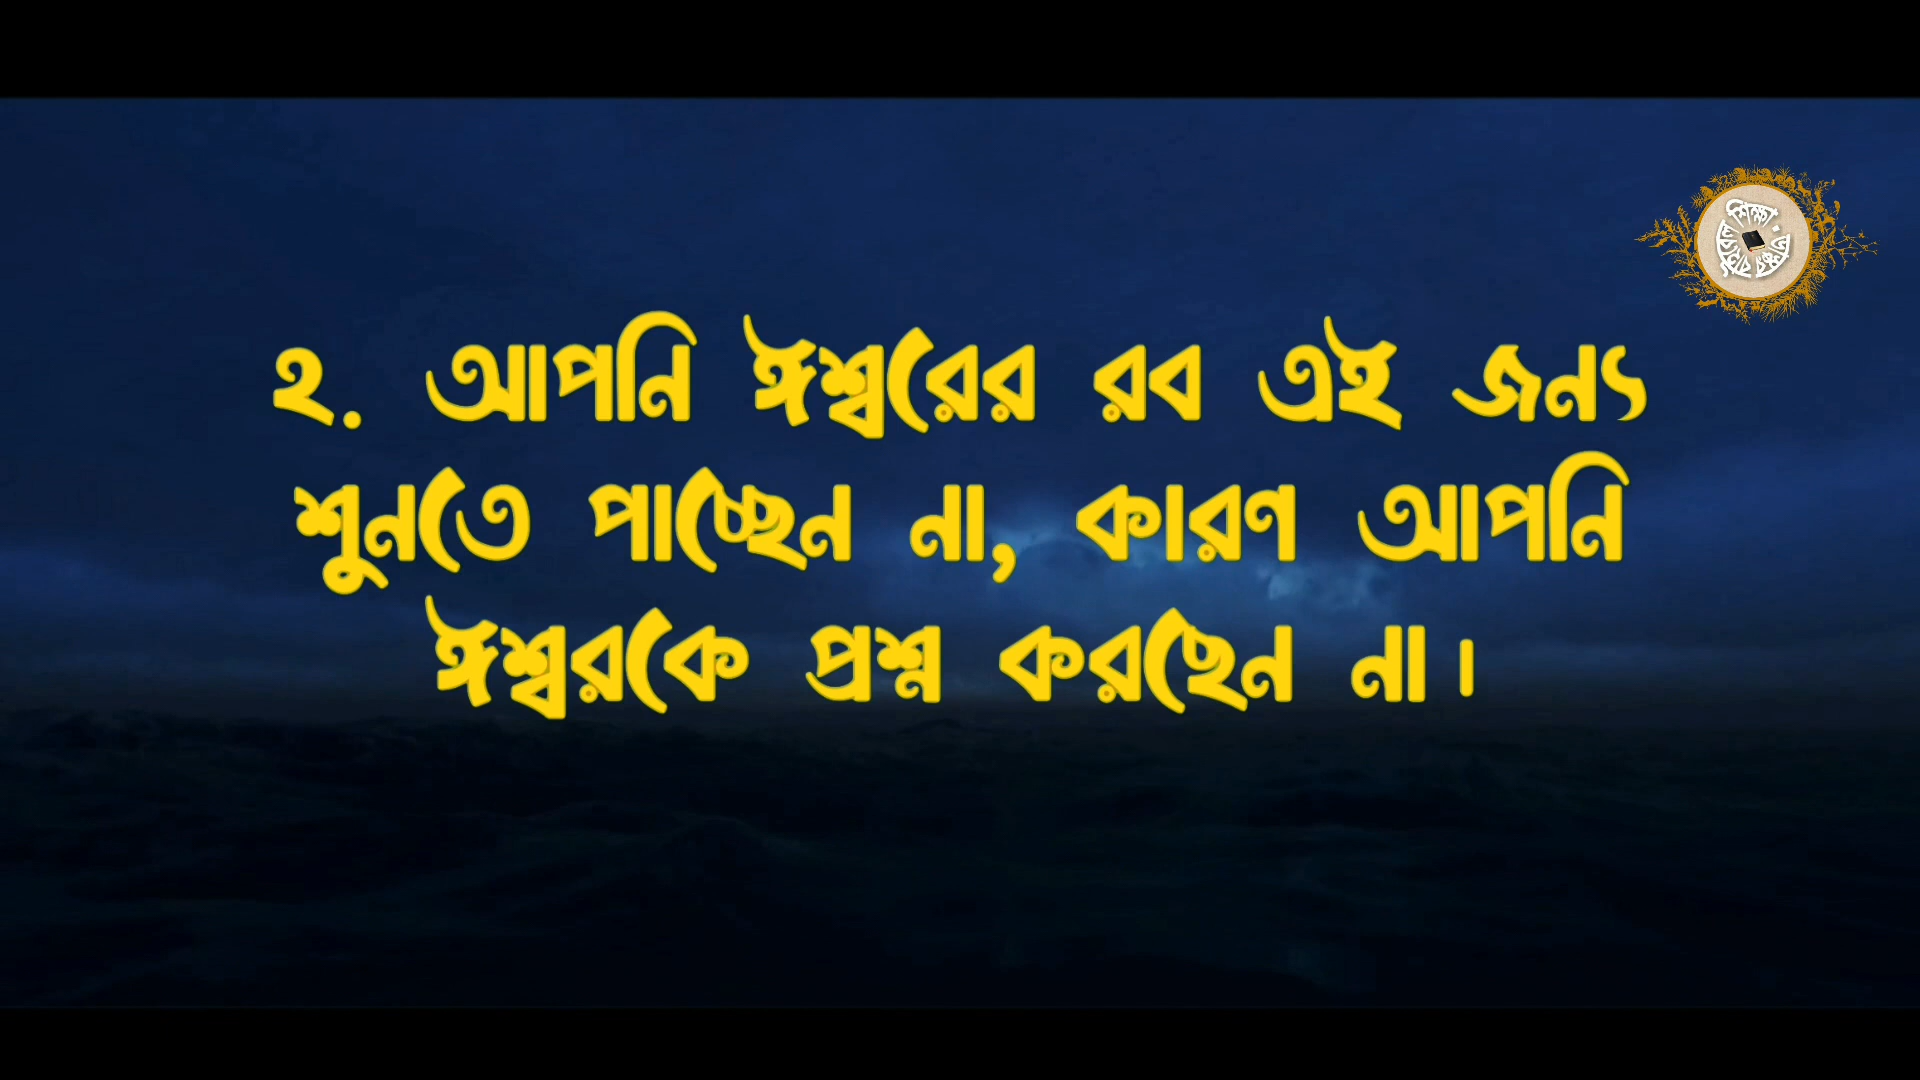 ২. আপনি ঈশ্বরের রব এই জন্য
শুনতে পাচ্ছেন না, কারণ আপনি
ঈশ্বরকে প্রশ্ন করছেন না।